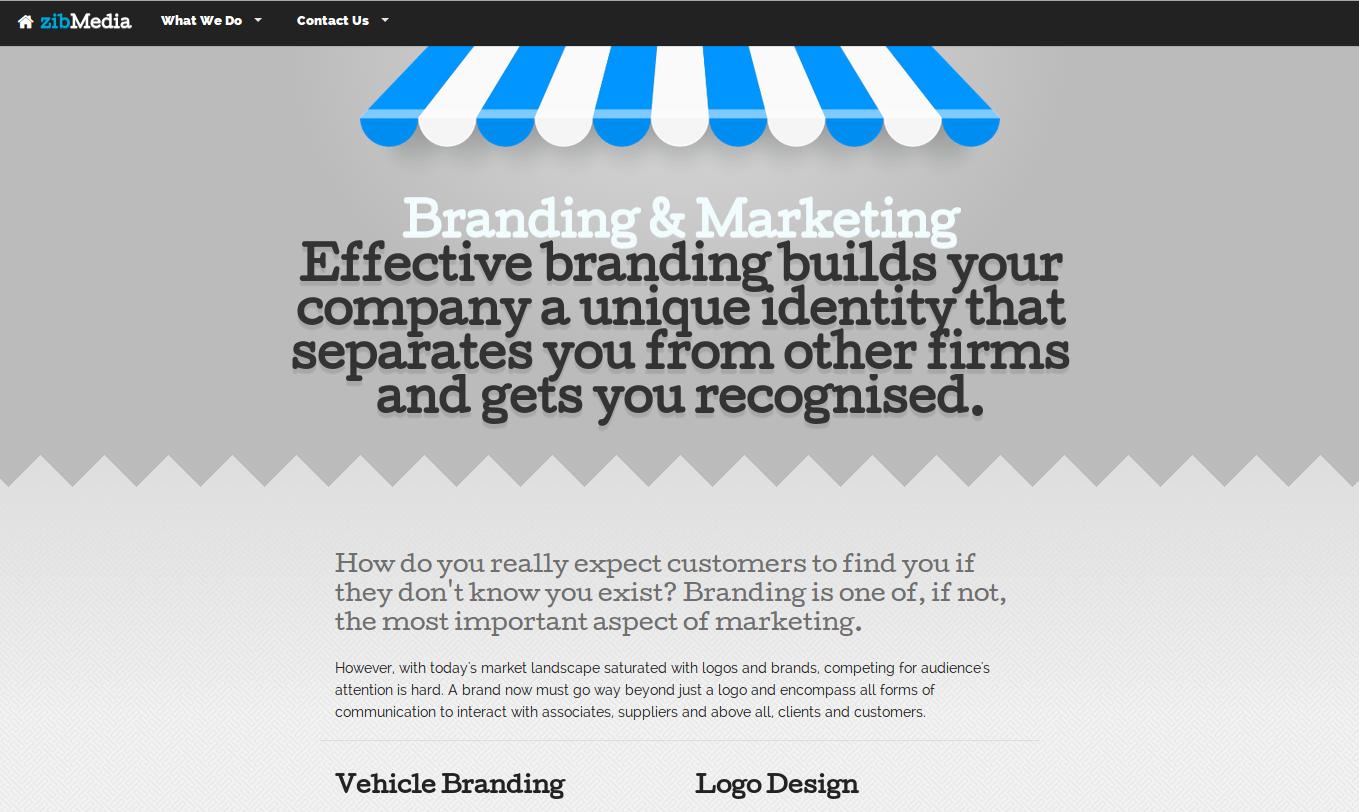 zibMedia What We Do Contact Us
Branding & Marketing
Effective branding builds your
company a unique identity that
separates you from other firms
and gets you recognised.
How do you really expect customers to find you if
they don't know you exist? Branding is one of, if not,
the most important aspect of marketing.
However, with today's market landscape saturated with logos and brands, competing for audience's
attention is hard. A brand now must go way beyond just a logo and encompass all forms of
communication to interact with associates, suppliers and above all, clients and customers.
Vehicle Branding Logo Design